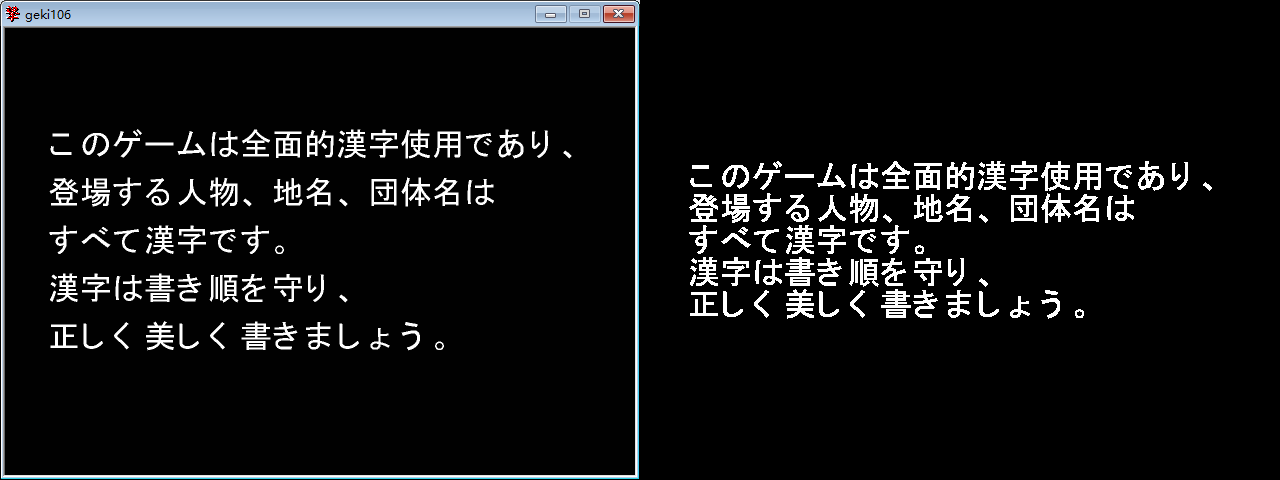 geki106
このゲームは全面的漢字使用であり、
登場する人物、地名、団体名は
すべて漢字です。
漢字は書き順を守り、
正しく美しく書きましょう。
このゲームは全面的漢字使用であり、
登場する人物、地名、団体名は
すべて漢字です。
漢字は書き順を守り、
正しく美しく書きましょう。